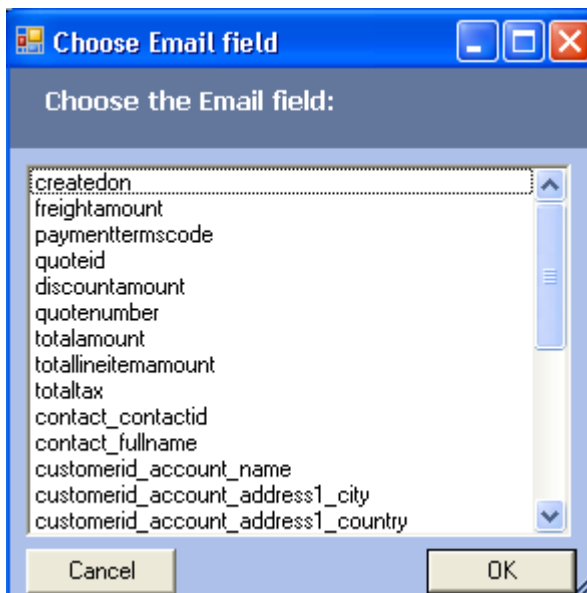 Choose Email field
Choose the Email field:
createdon
freightamount
paymenttermscode
quoteid
discountamount
quotenumber
totalamount
totallineitemamount
totaltax
contact_contactid
contact_fullname
customerid_account_name
customerid_account_address1_city
customerid_account_address1_country
Cancel
OK